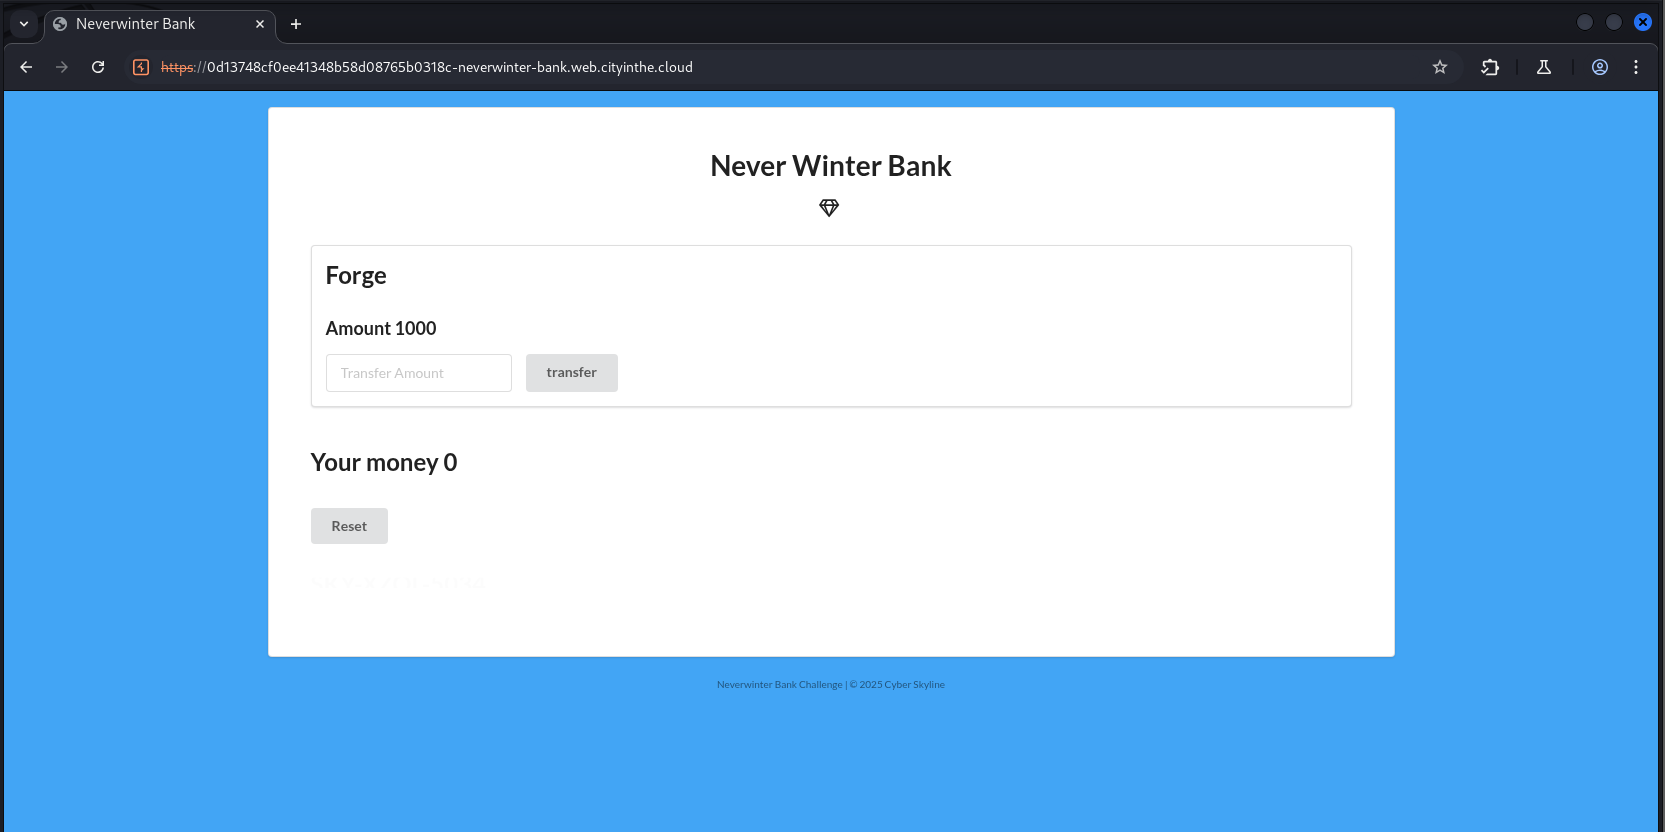 Neverwinter Bank
https://0d13748cf0ee41348b58d08765b0318c-neverwinter-bank.web.cityinthe.cloud
Never Winter Bank
Forge
Amount 1000
Transfer Amount
transfer
Your money 0
Reset
Neverwinter Bank Challenge | © 2025 Cyber Skyline